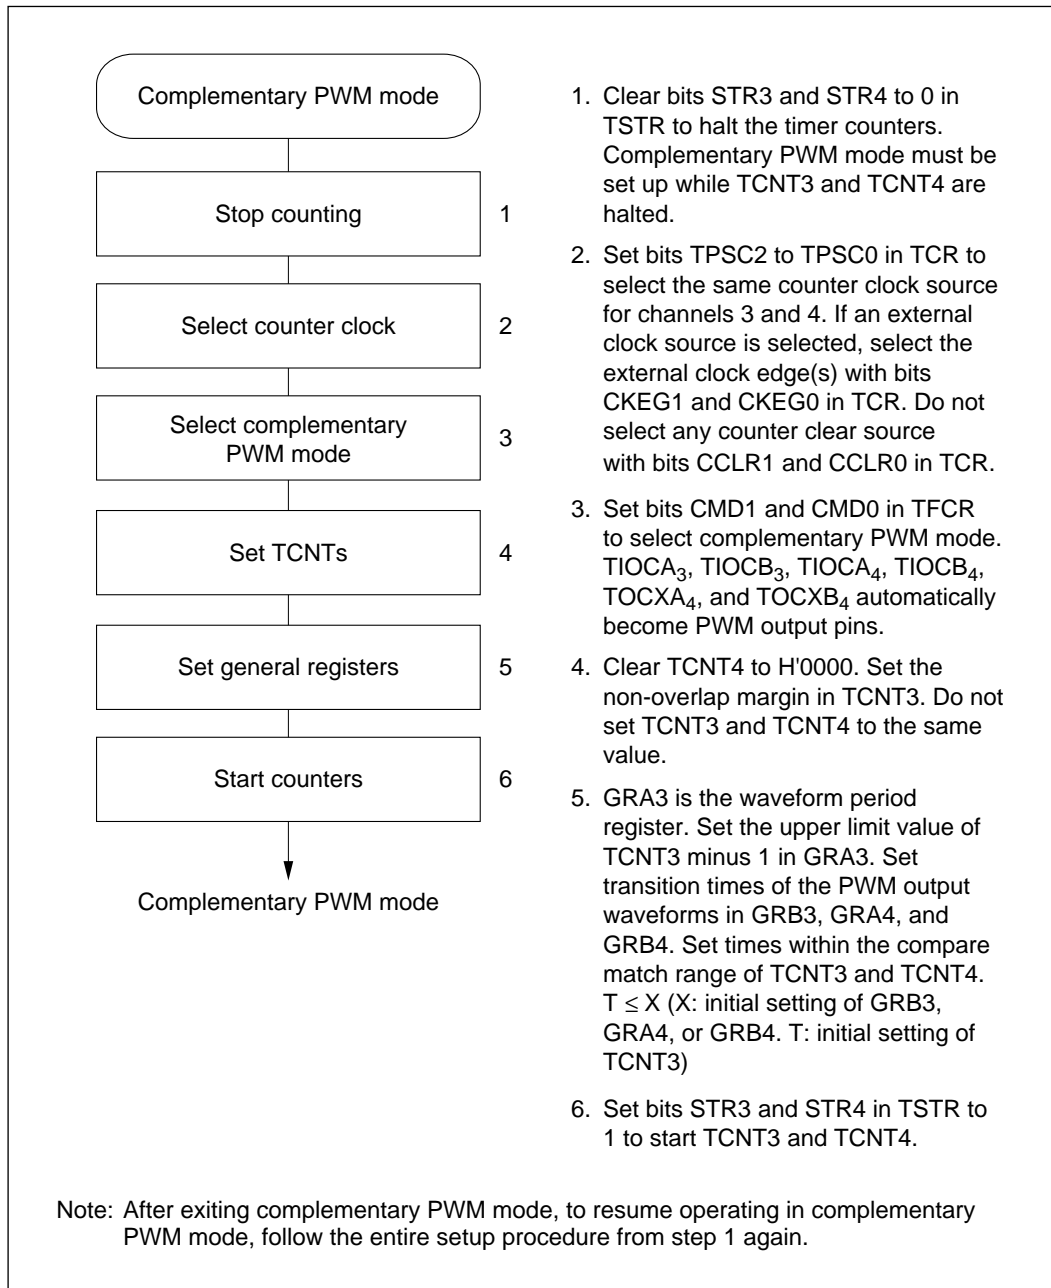 Complementary PWM mode
Stop counting
1
Select counter clock
2
Select complementary
PWM mode
3
Set TCNTs
4
Set general registers
5
Start counters
6
Complementary PWM mode
1. Clear bits STR3 and STR4 to 0 in
TSTR to halt the timer counters.
Complementary PWM mode must be
set up while TCNT3 and TCNT4 are
halted.
2. Set bits TPSC2 to TPSC0 in TCR to
select the same counter clock source
for channels 3 and 4. If an external
clock source is selected, select the
external clock edge(s) with bits
CKEG1 and CKEG0 in TCR. Do not
select any counter clear source
with bits CCLR1 and CCLR0 in TCR.
3. Set bits CMD1 and CMD0 in TFCR
to select complementary PWM mode.
TIOCA₃, TIOCB₃, TIOCA₄, TIOCB₄,
TOCXA₄, and TOCXB₄ automatically
become PWM output pins.
4. Clear TCNT4 to H'0000. Set the
non-overlap margin in TCNT3. Do not
set TCNT3 and TCNT4 to the same
value.
5. GRA3 is the waveform period
register. Set the upper limit value of
TCNT3 minus 1 in GRA3. Set
transition times of the PWM output
waveforms in GRB3, GRA4, and
GRB4. Set times within the compare
match range of TCNT3 and TCNT4.
T ≤ X (X: initial setting of GRB3,
GRA4, or GRB4. T: initial setting of
TCNT3)
6. Set bits STR3 and STR4 in TSTR to
1 to start TCNT3 and TCNT4.
Note: After exiting complementary PWM mode, to resume operating in complementary
PWM mode, follow the entire setup procedure from step 1 again.